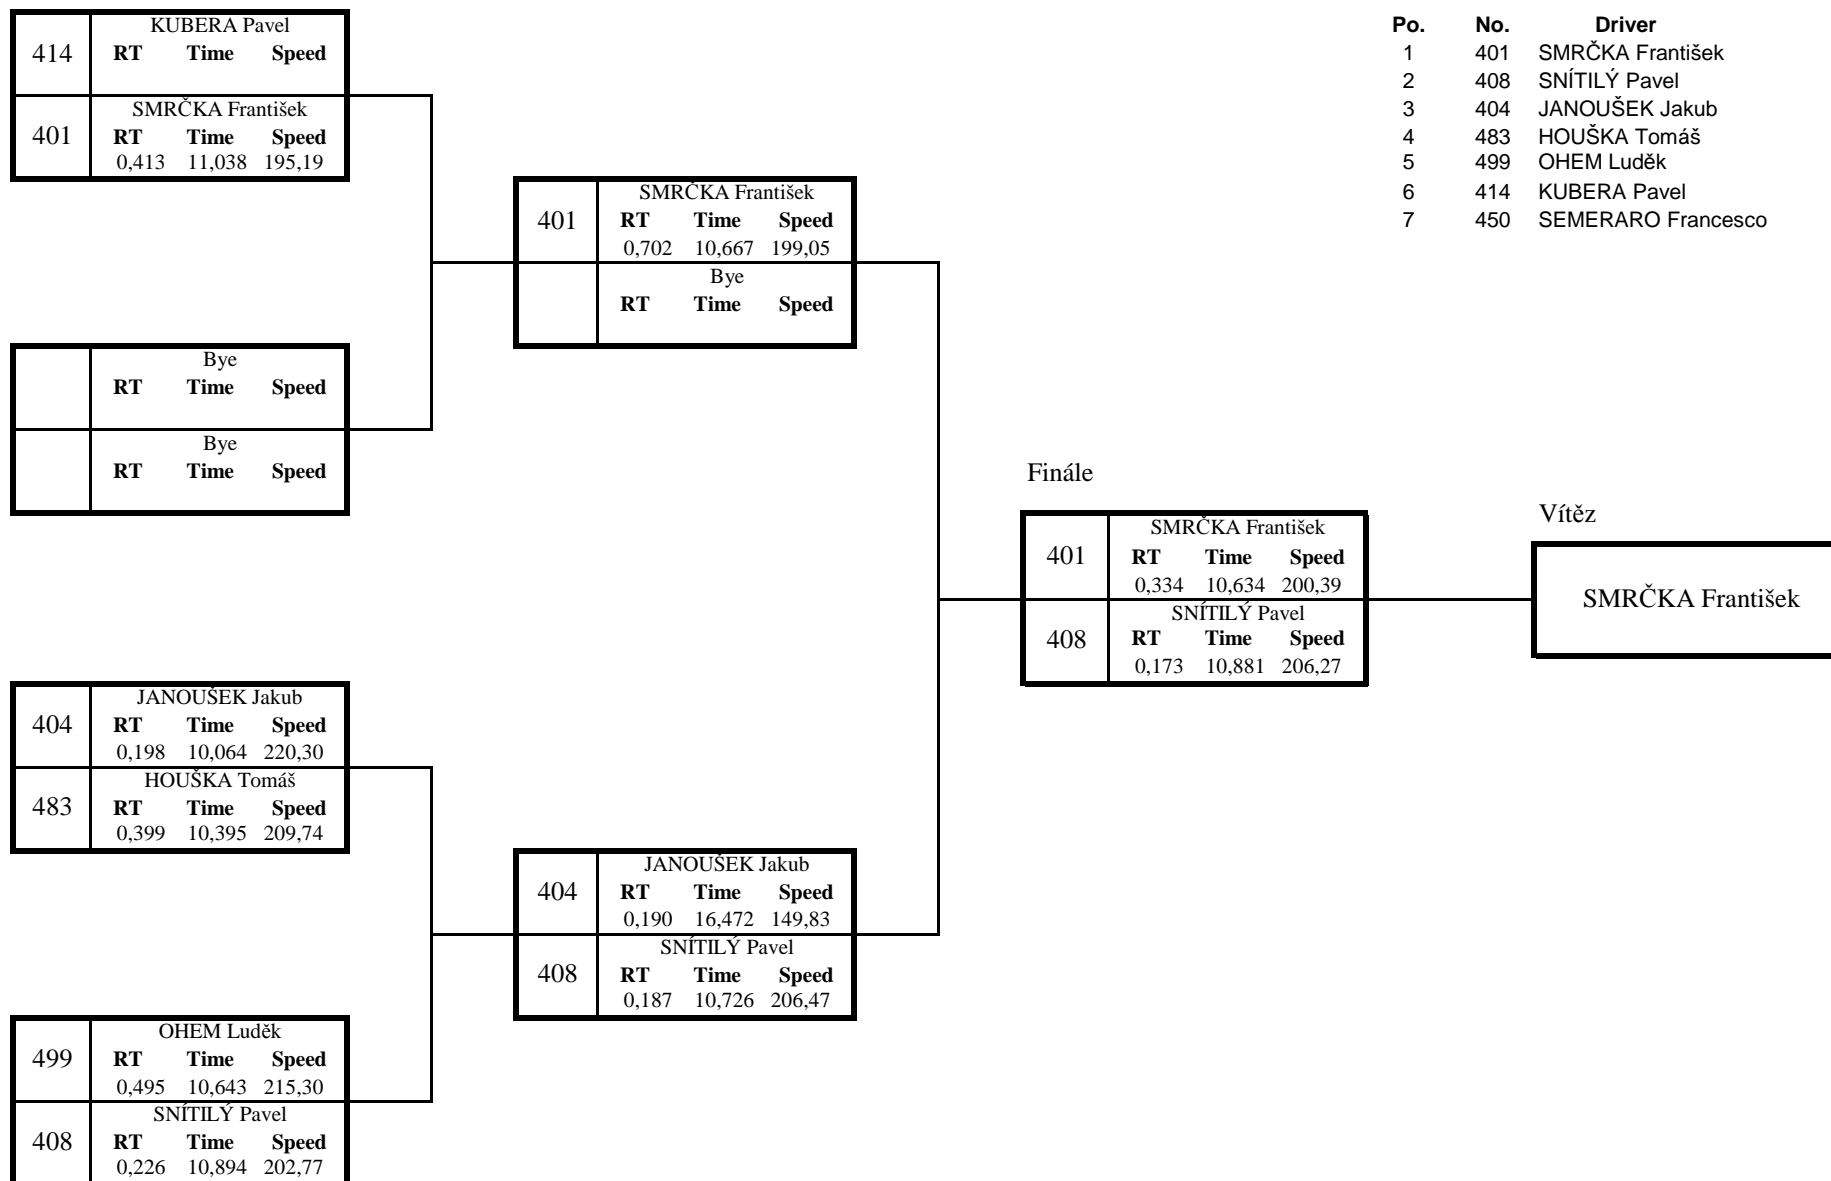 KUBERA Pavel
414 RT Time Speed
SMRČKA František
401 RT Time Speed
0,413 11,038 195,19
Bye
RT Time Speed
Bye
RT Time Speed
JANOUŠEK Jakub
404 RT Time Speed
0,198 10,064 220,30
HOUŠKA Tomáš
483 RT Time Speed
0,399 10,395 209,74
OHEM Luděk
499 RT Time Speed
0,495 10,643 215,30
SNÍTILÝ Pavel
408 RT Time Speed
0,226 10,894 202,77
SMRČKA František
401 RT Time Speed
0,702 10,667 199,05
Bye
RT Time Speed
JANOUŠEK Jakub
404 RT Time Speed
0,190 16,472 149,83
SNÍTILÝ Pavel
408 RT Time Speed
0,187 10,726 206,47
Finále
SMRČKA František
401 RT Time Speed
0,334 10,634 200,39
SNÍTILÝ Pavel
408 RT Time Speed
0,173 10,881 206,27
Vítěz
SMRČKA František
Po. No. Driver
1 401 SMRČKA František
2 408 SNÍTILÝ Pavel
3 404 JANOUŠEK Jakub
4 483 HOUŠKA Tomáš
5 499 OHEM Luděk
6 414 KUBERA Pavel
7 450 SEMERARO Francesco